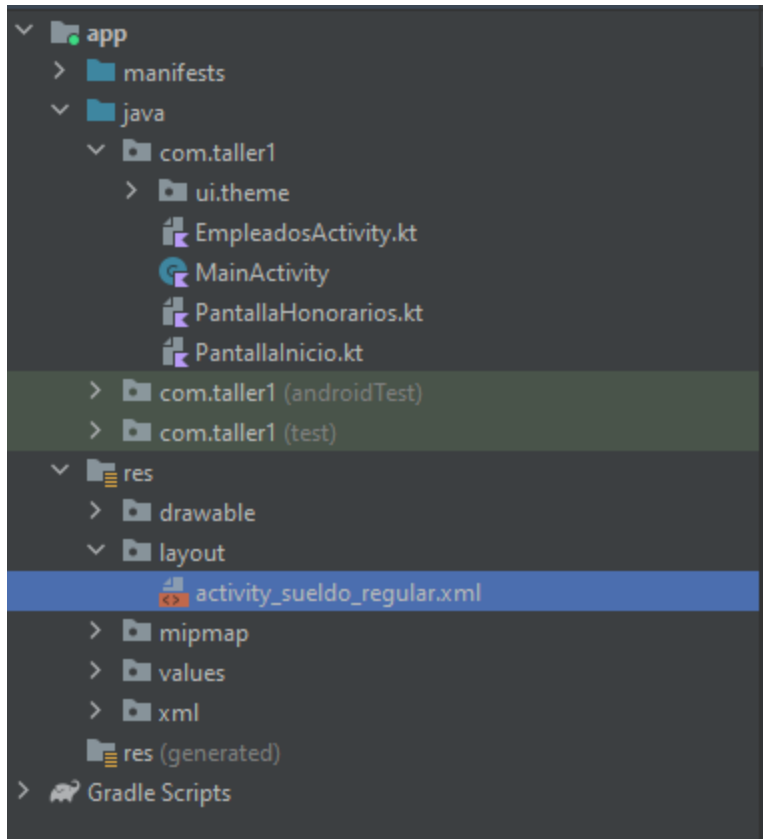 app
manifests
java
com.taller1
ui.theme
EmpleadosActivity.kt
MainActivity
PantallaHonorarios.kt
PantallaInicio.kt
com.taller1 (androidTest)
com.taller1 (test)
res
drawable
layout
activity_sueldo_regular.xml
mipmap
values
xml
res (generated)
Gradle Scripts